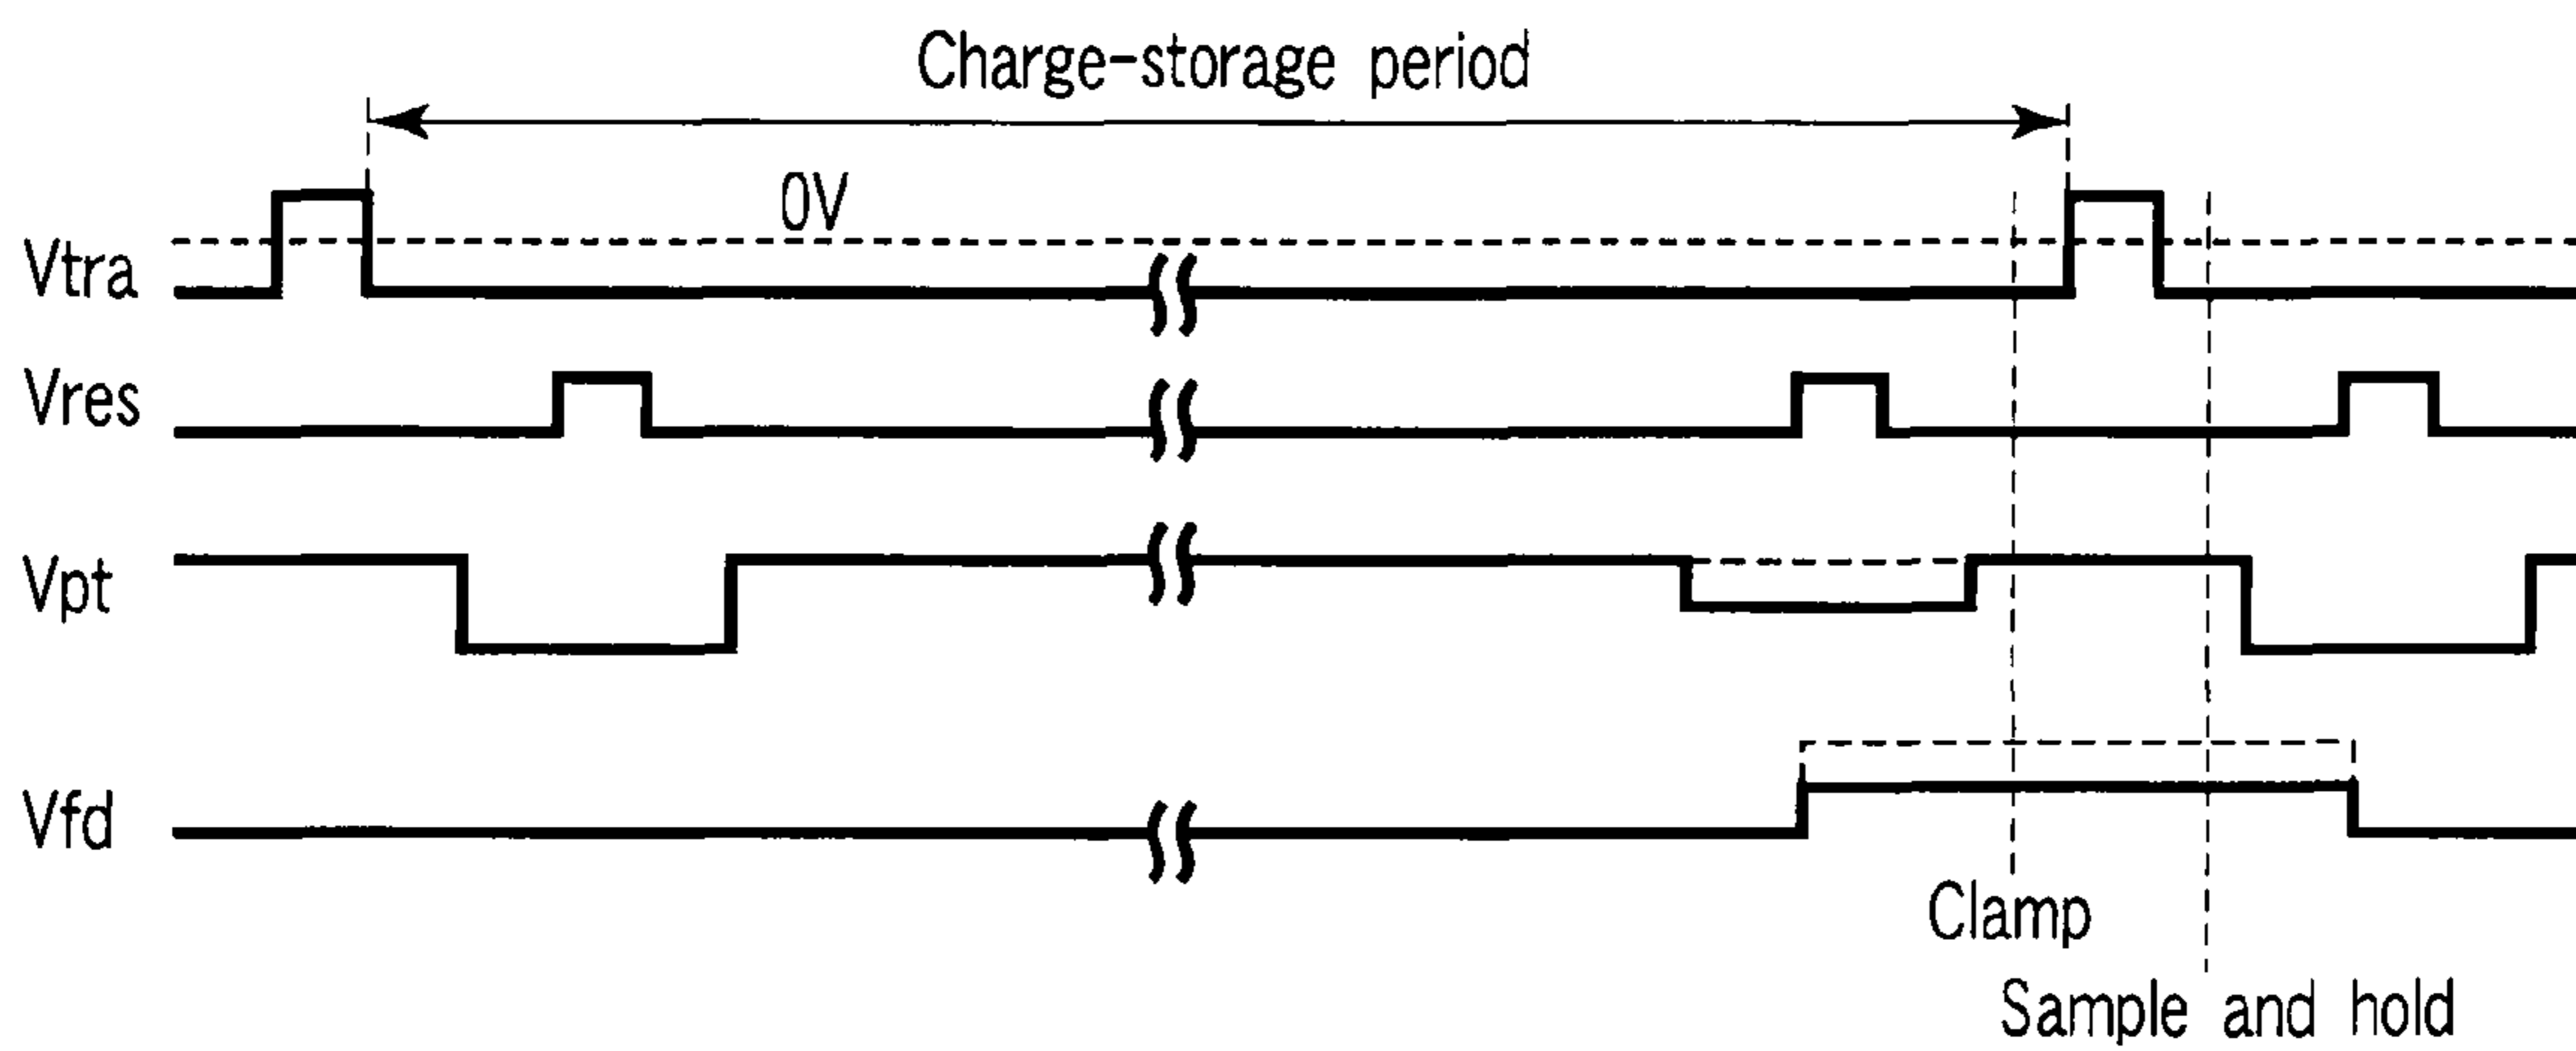 Charge-storage period
0V
Vtra
Vres
Vpt
Vfd
Clamp
Sample and hold